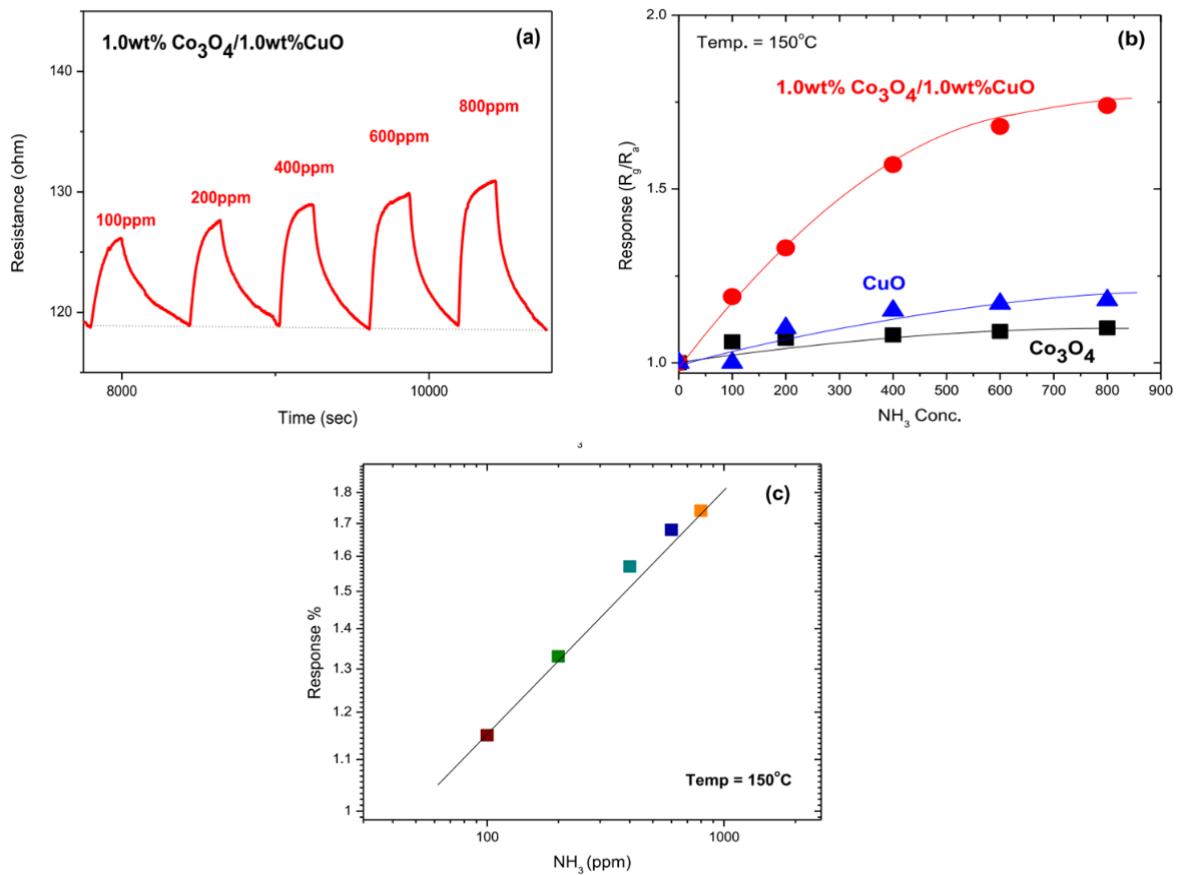 1.0wt% Co₃O₄/1.0wt%CuO
(a)
140
130
120
Resistance (ohm)
100ppm
200ppm
400ppm
600ppm
800ppm
8000
10000
Time (sec)
2.0
1.5
1.0
Response (Rg/Ra)
Temp. = 150°C
(b)
1.0wt% Co₃O₄/1.0wt%CuO
CuO
Co₃O₄
0
100
200
300
400
500
600
700
800
900
NH₃ Conc.
3
1.8
1.7
1.6
1.5
1.4
1.3
1.2
1.1
1
Response %
(c)
Temp = 150°C
100
1000
NH₃ (ppm)